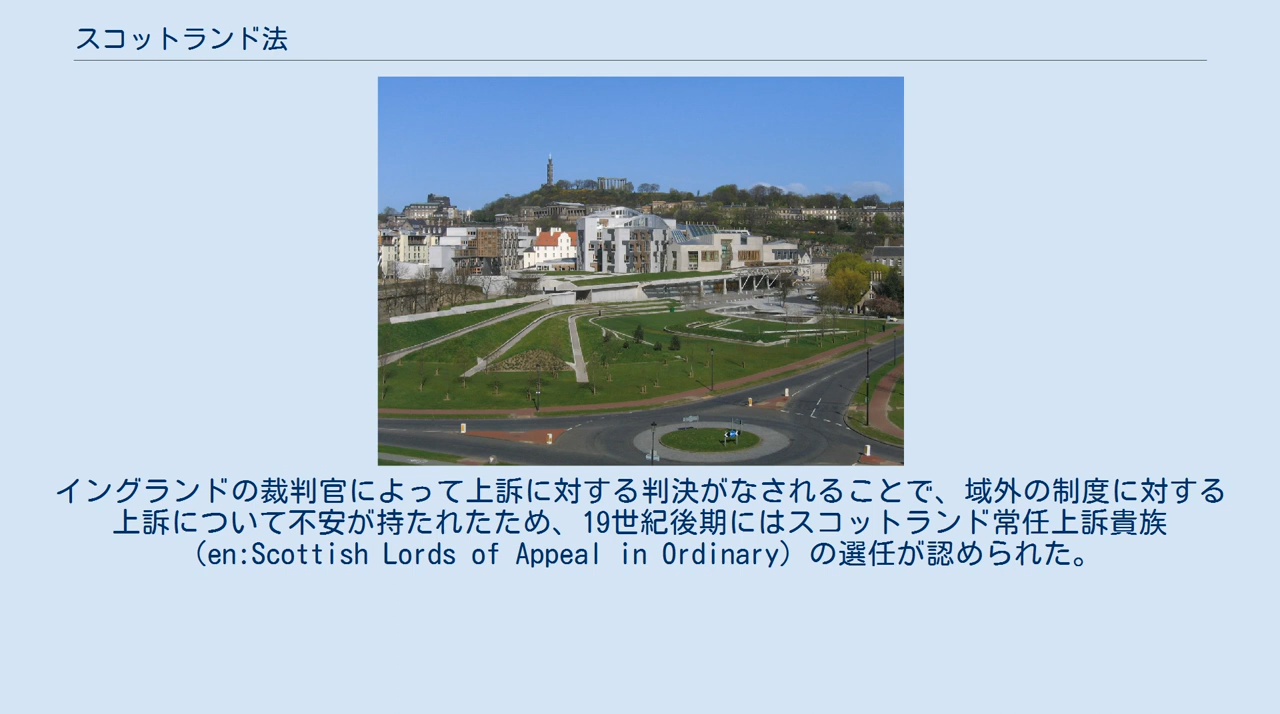 スコットランド法
イングランドの裁判官によって上訴に対する判決がなされることで、域外の制度に対する
上訴について不安が持たれたため、19世紀後期にはスコットランド常任上訴貴族
（en:Scottish Lords of Appeal in Ordinary）の選任が認められた。